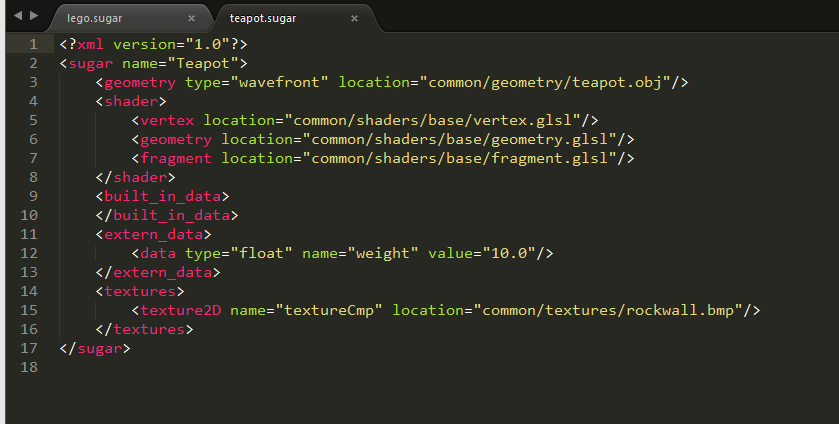 lego.sugar × teapot.sugar ×
1 <?xml version="1.0"?>
2 <sugar name="Teapot">
3     <geometry type="wavefront" location="common/geometry/teapot.obj"/>
4     <shader>
5         <vertex location="common/shaders/base/vertex.glsl"/>
6         <geometry location="common/shaders/base/geometry.glsl"/>
7         <fragment location="common/shaders/base/fragment.glsl"/>
8     </shader>
9     <built_in_data>
10     </built_in_data>
11     <extern_data>
12         <data type="float" name="weight" value="10.0"/>
13     </extern_data>
14     <textures>
15         <texture2D name="textureCmp" location="common/textures/rockwall.bmp"/>
16     </textures>
17 </sugar>
18